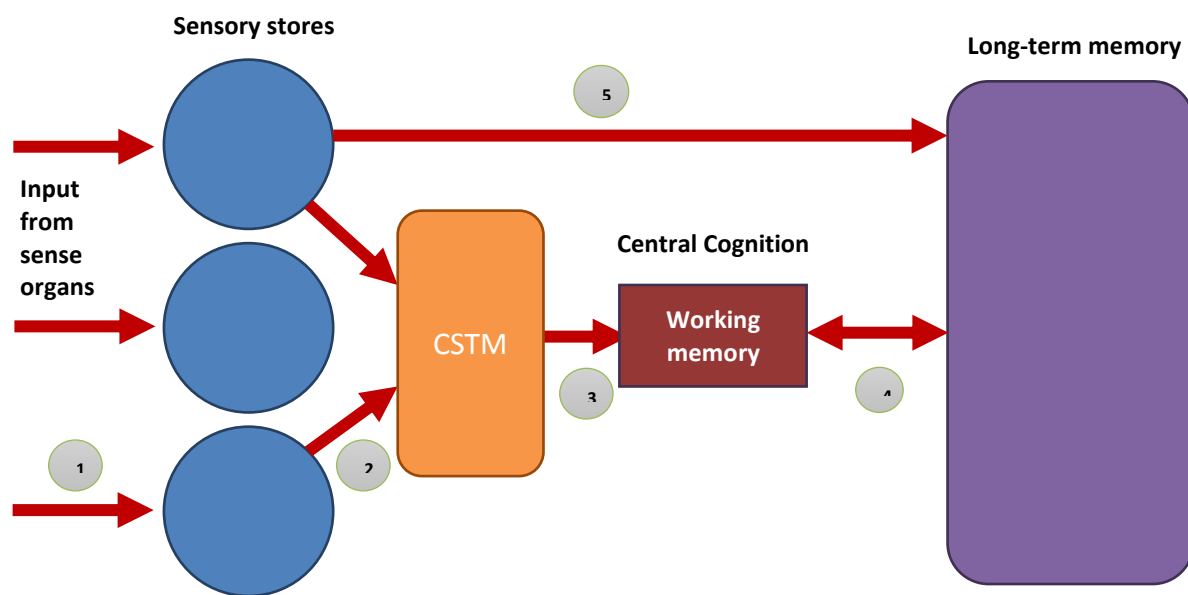 Sensory stores
Long-term memory
5
Input
from
sense
organs
Central Cognition
CSTM
Working
memory
3
4
1
2